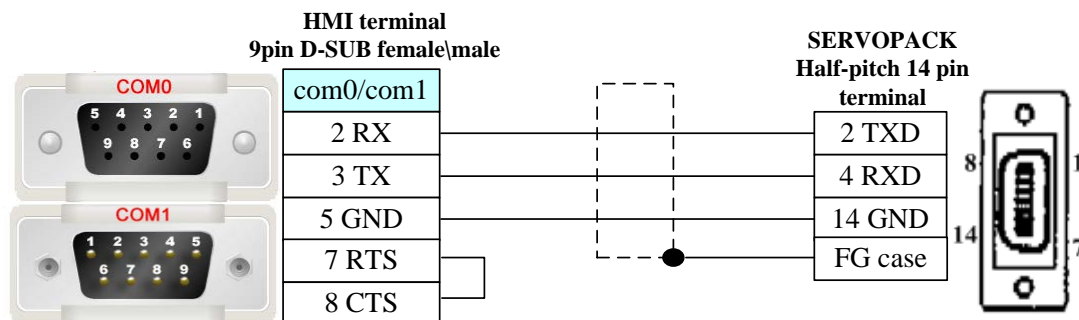 HMI terminal
9pin D-SUB female\male
SERVOPACK
Half-pitch 14 pin
terminal
COM0
5 4 3 2 1
9 8 7 6
COM1
1 2 3 4 5
6 7 8 9
com0/com1
2 RX
3 TX
5 GND
7 RTS
8 CTS
2 TXD
4 RXD
14 GND
FG case
8 1
14 7